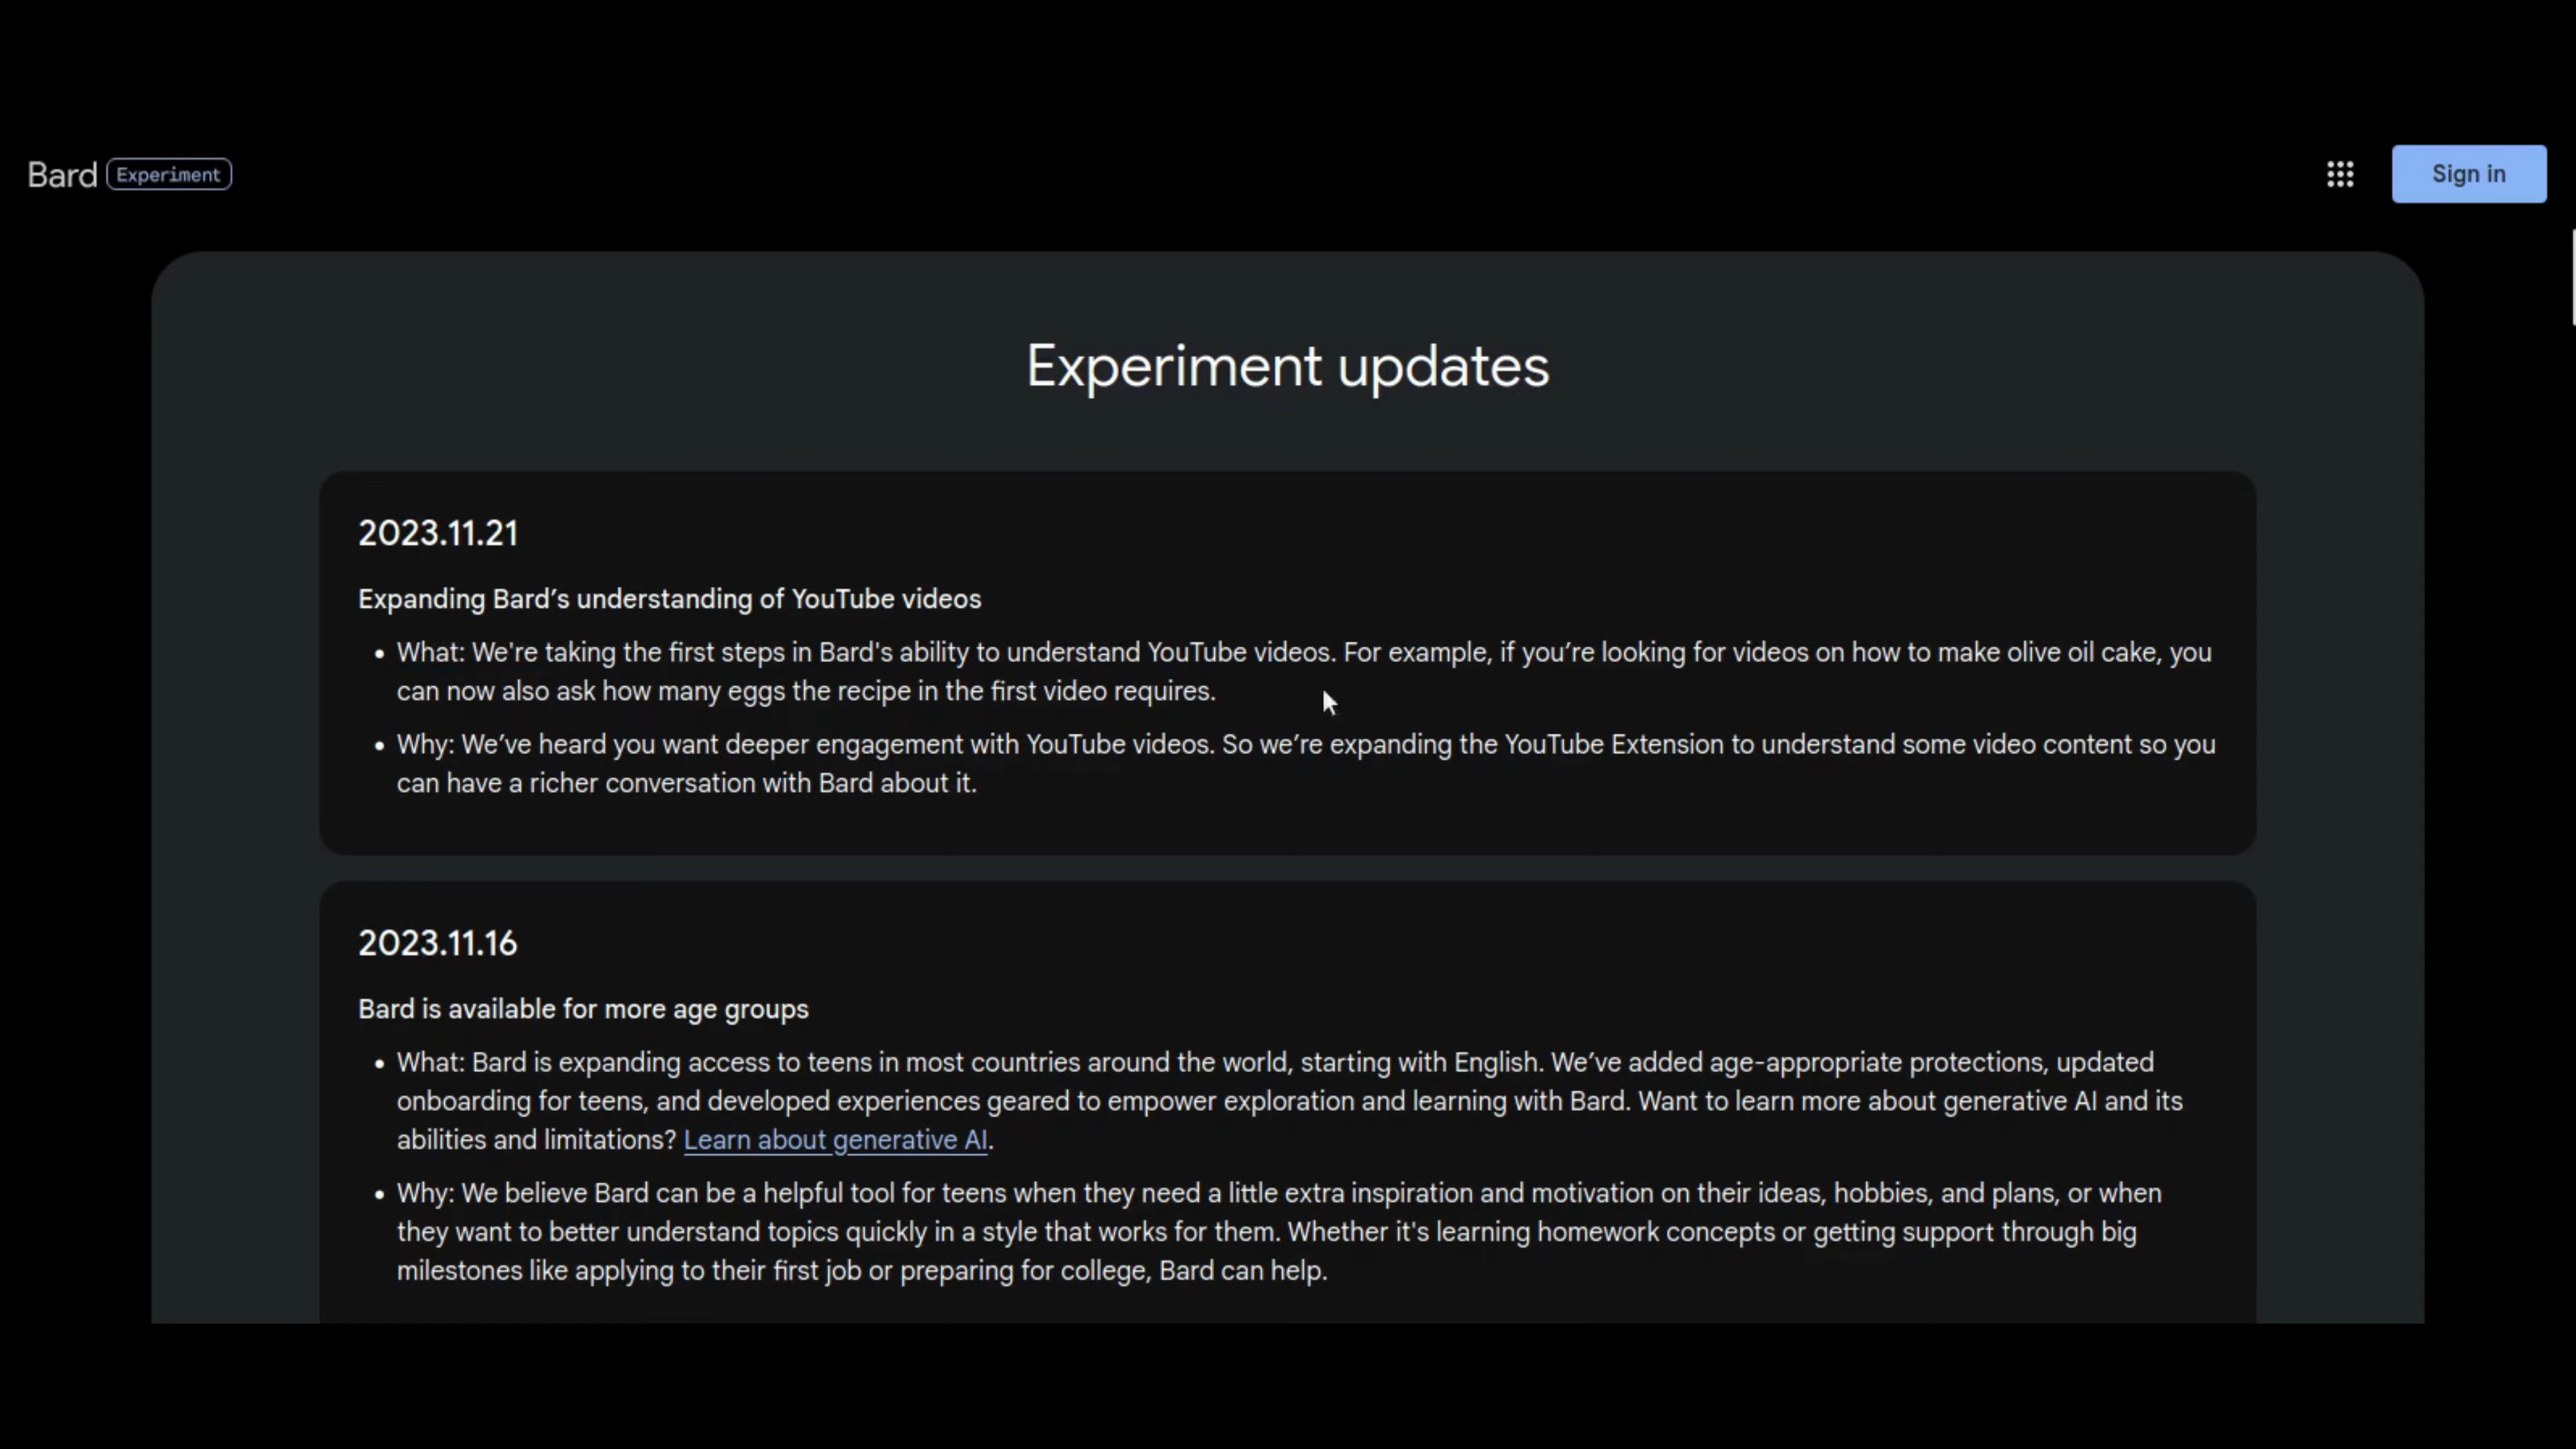 Bard Experiment
Sign in
Experiment updates
2023.11.21
Expanding Bard’s understanding of YouTube videos
• What: We're taking the first steps in Bard's ability to understand YouTube videos. For example, if you’re looking for videos on how to make olive oil cake, you
can now also ask how many eggs the recipe in the first video requires.
• Why: We’ve heard you want deeper engagement with YouTube videos. So we’re expanding the YouTube Extension to understand some video content so you
can have a richer conversation with Bard about it.
2023.11.16
Bard is available for more age groups
• What: Bard is expanding access to teens in most countries around the world, starting with English. We’ve added age-appropriate protections, updated
onboarding for teens, and developed experiences geared to empower exploration and learning with Bard. Want to learn more about generative AI and its
abilities and limitations? Learn about generative AI.
• Why: We believe Bard can be a helpful tool for teens when they need a little extra inspiration and motivation on their ideas, hobbies, and plans, or when
they want to better understand topics quickly in a style that works for them. Whether it's learning homework concepts or getting support through big
milestones like applying to their first job or preparing for college, Bard can help.